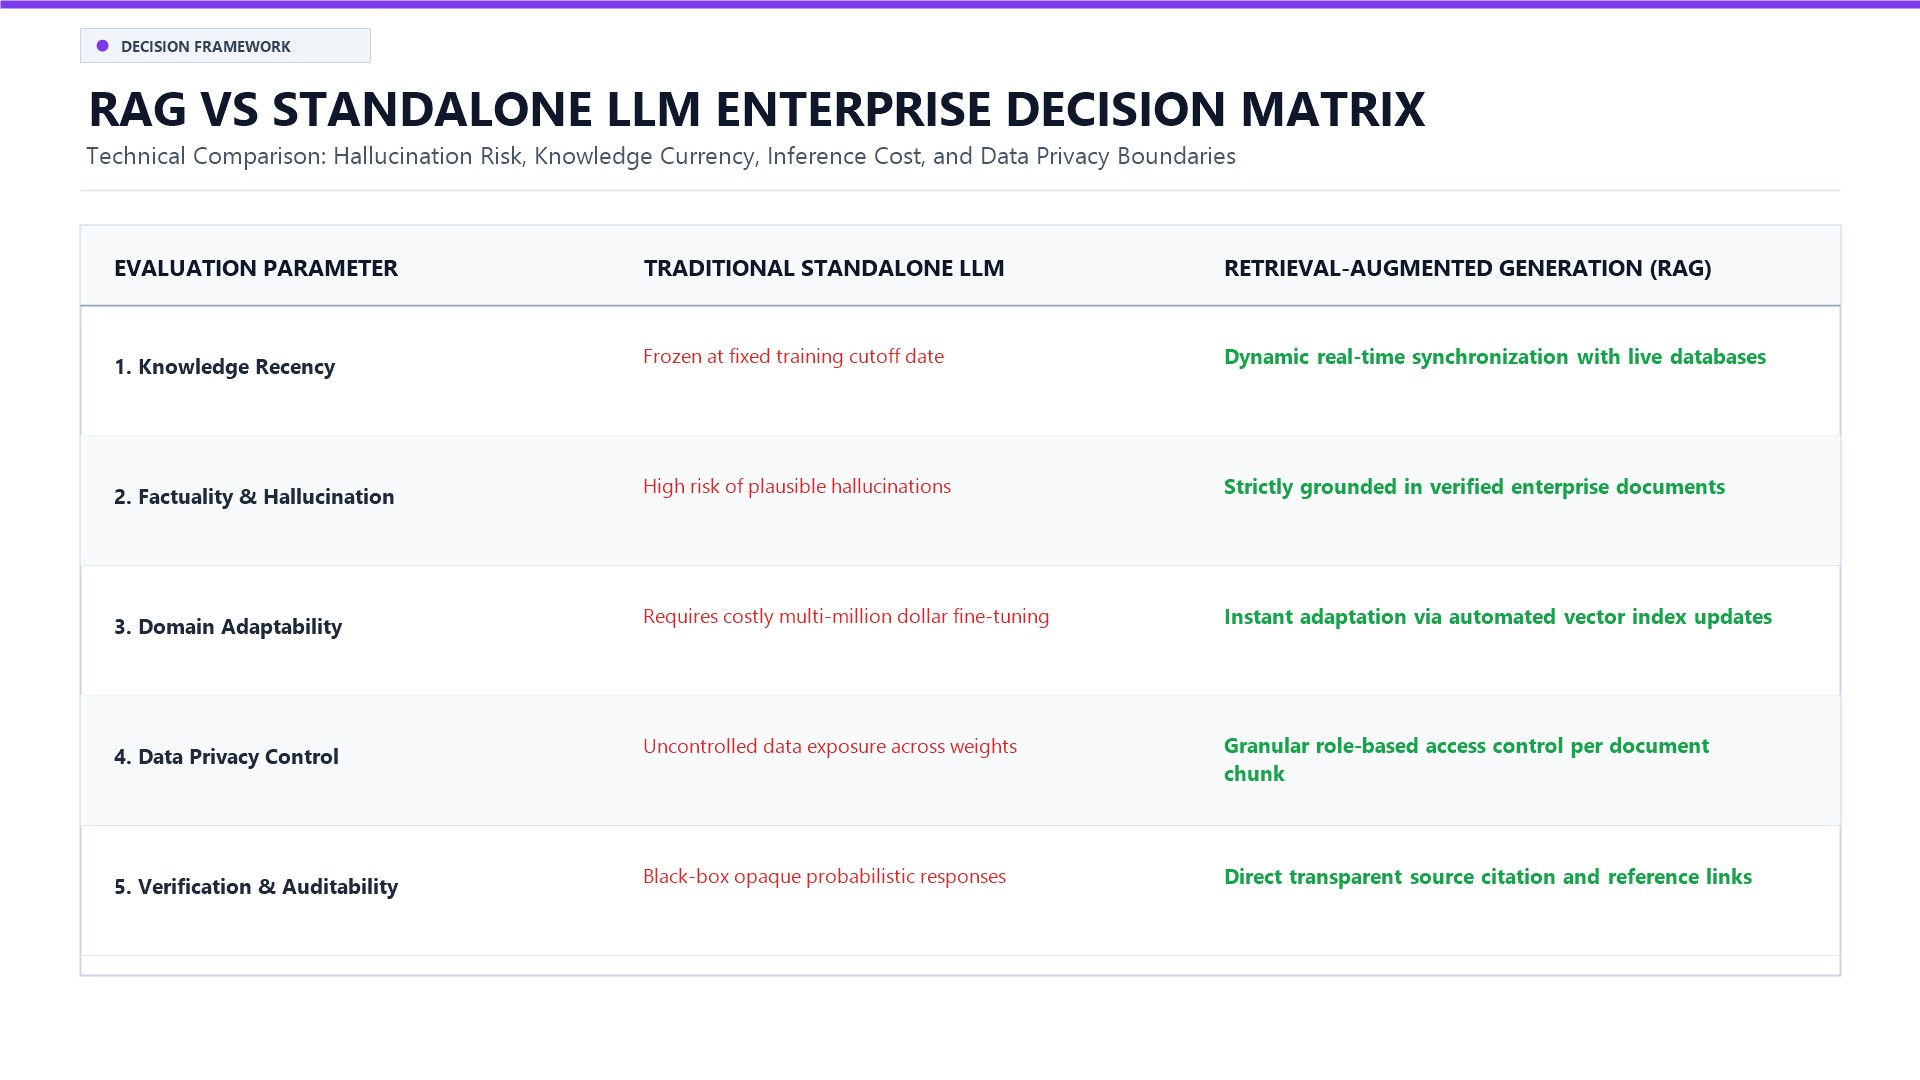 DECISION FRAMEWORK
RAG VS STANDALONE LLM ENTERPRISE DECISION MATRIX
Technical Comparison: Hallucination Risk, Knowledge Currency, Inference Cost, and Data Privacy Boundaries
EVALUATION PARAMETER TRADITIONAL STANDALONE LLM RETRIEVAL-AUGMENTED GENERATION (RAG)
1. Knowledge Recency Frozen at fixed training cutoff date Dynamic real-time synchronization with live databases
2. Factuality & Hallucination High risk of plausible hallucinations Strictly grounded in verified enterprise documents
3. Domain Adaptability Requires costly multi-million dollar fine-tuning Instant adaptation via automated vector index updates
4. Data Privacy Control Uncontrolled data exposure across weights Granular role-based access control per document
chunk
5. Verification & Auditability Black-box opaque probabilistic responses Direct transparent source citation and reference links